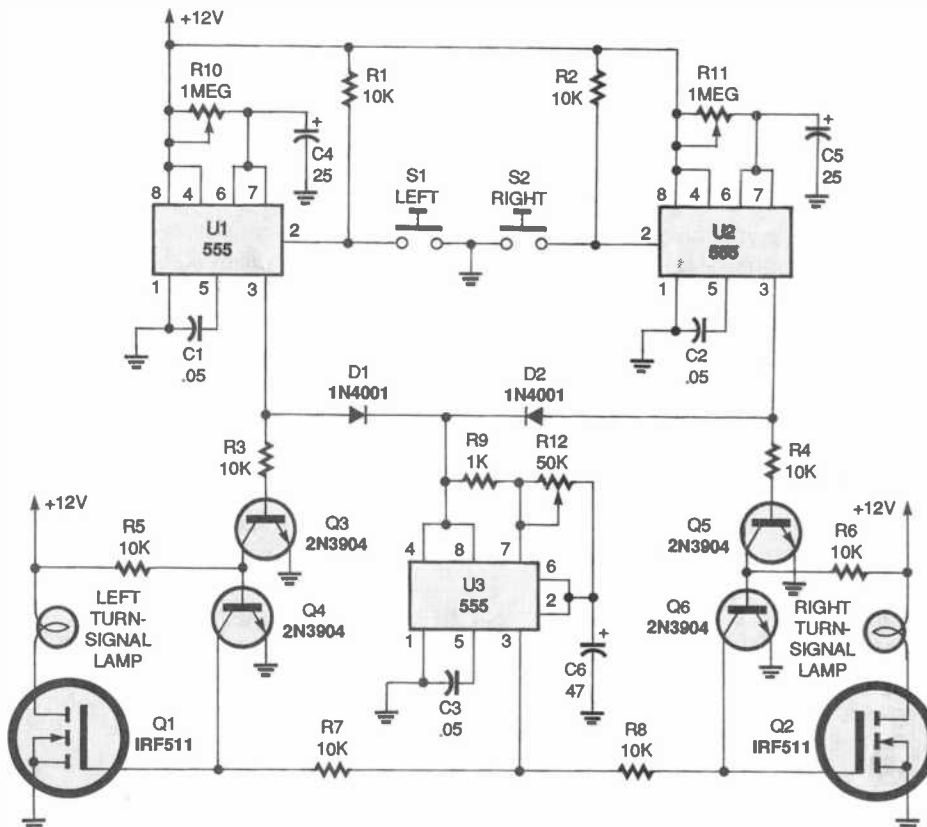 +12V
R10
1MEG
R1
10K
R2
10K
R11
1MEG
+
C4
25
+
C5
25
S1
LEFT
S2
RIGHT
8
4
6
7
U1
555
2
1
5
3
8
4
6
7
U2
555
2
1
5
3
C1
.05
C2
.05
D1
1N4001
D2
1N4001
R3
10K
R9
1K
R12
50K
R4
10K
+12V
+12V
R5
10K
Q3
2N3904
Q5
2N3904
R6
10K
4
8
7
6
2
U3
555
1
5
3
LEFT
TURN-
SIGNAL
LAMP
Q4
2N3904
Q6
2N3904
RIGHT
TURN-
SIGNAL
LAMP
C3
.05
+
C6
47
Q1
IRF511
R7
10K
R8
10K
Q2
IRF511